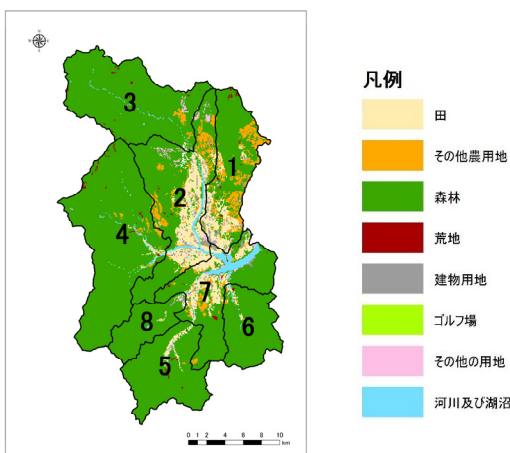 3
1
2
4
7
8
6
5
0 1 2 4 6 8 10
km
凡例
田
その他農用地
森林
荒地
建物用地
ゴルフ場
その他の用地
河川及び湖沼